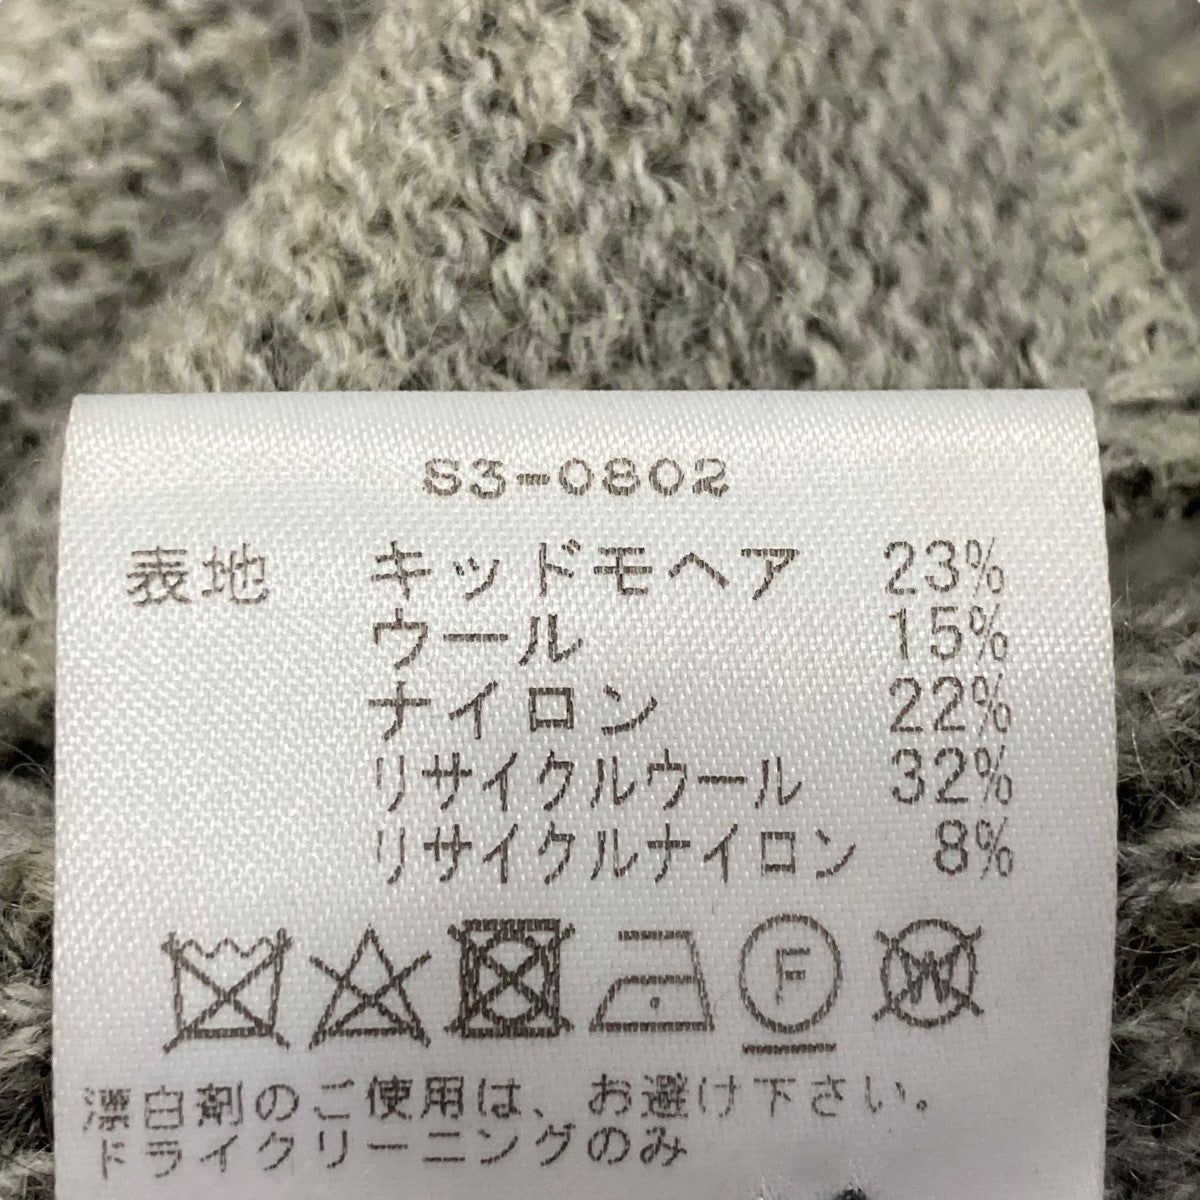 S3-0802
表地 キッドモヘア 23%
ウール 15%
ナイロン 22%
リサイクルウール 32%
リサイクルナイロン 8%
F W
漂白剤のご使用は、お避け下さい。
ドライクリーニングのみ